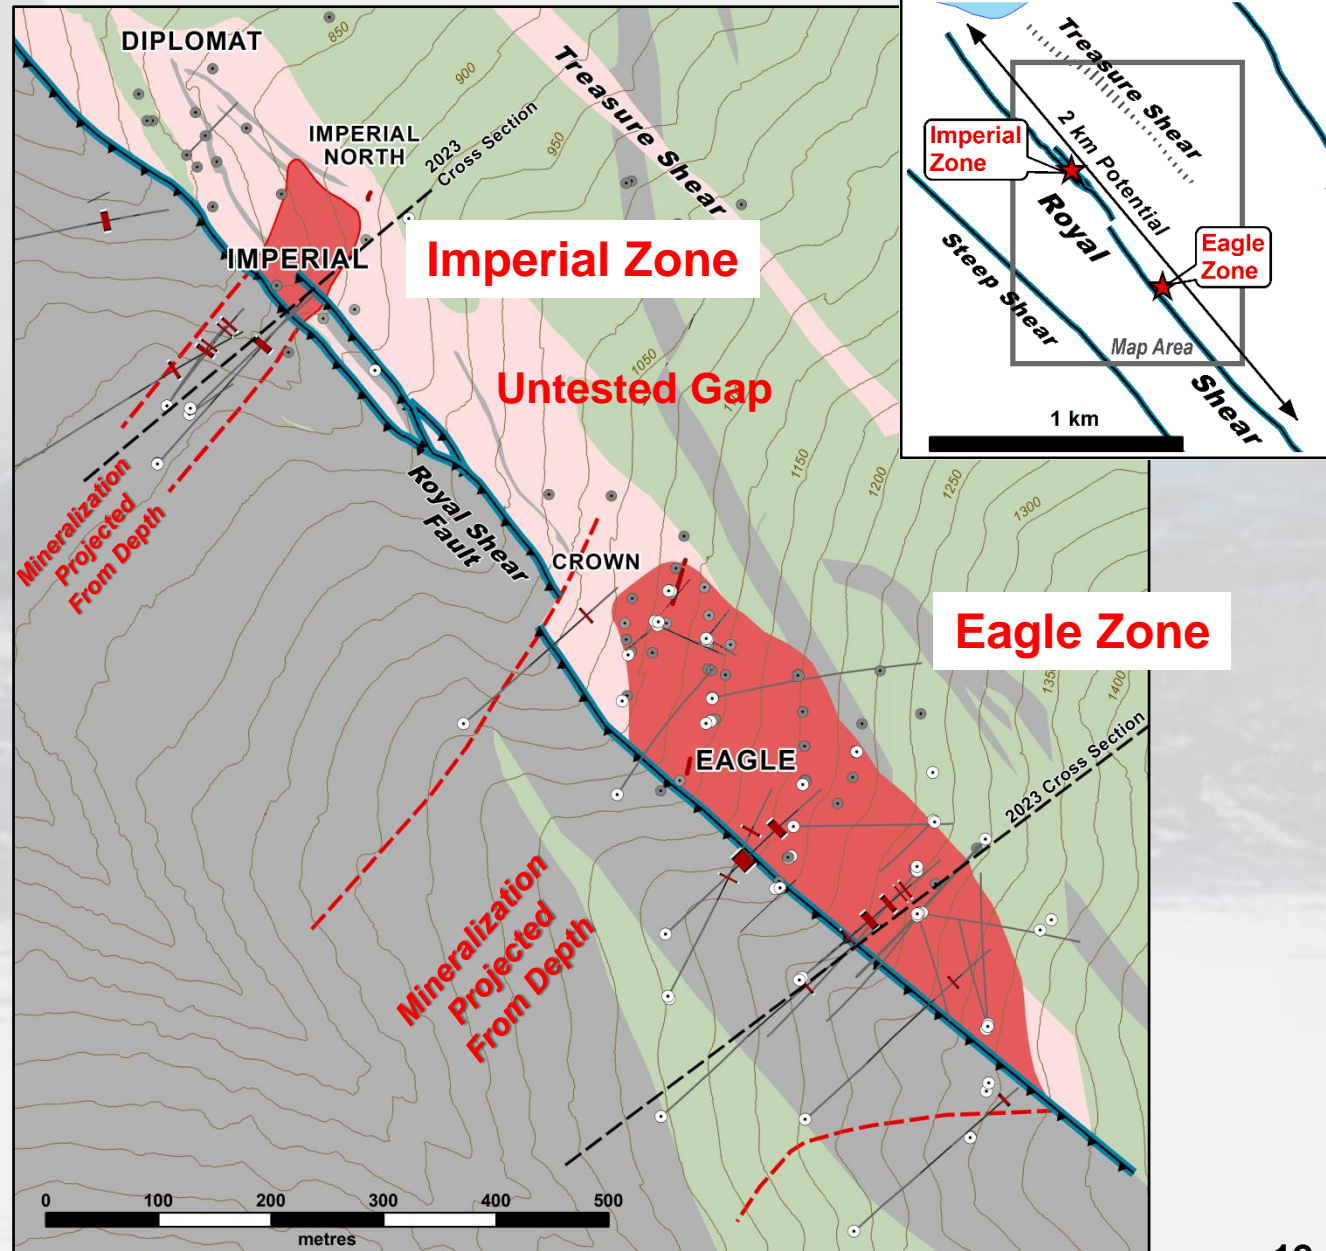 DIPLOMAT
850
900
950
IMPERIAL
NORTH
2023
Cross Section
Treasure Shear
IMPERIAL
Imperial Zone
Untested Gap
1050
1150
1200
1250
1300
Mineralization
Projected
From Depth
Royal Shear
Fault
CROWN
Eagle Zone
1400
EAGLE
2023 Cross Section
Mineralization
Projected
From Depth
0 100 200 300 400 500
metres
Treasure Shear
2 km Potential
Imperial
Zone
Royal
Shear
Eagle
Zone
Steep Shear
Map Area
1 km